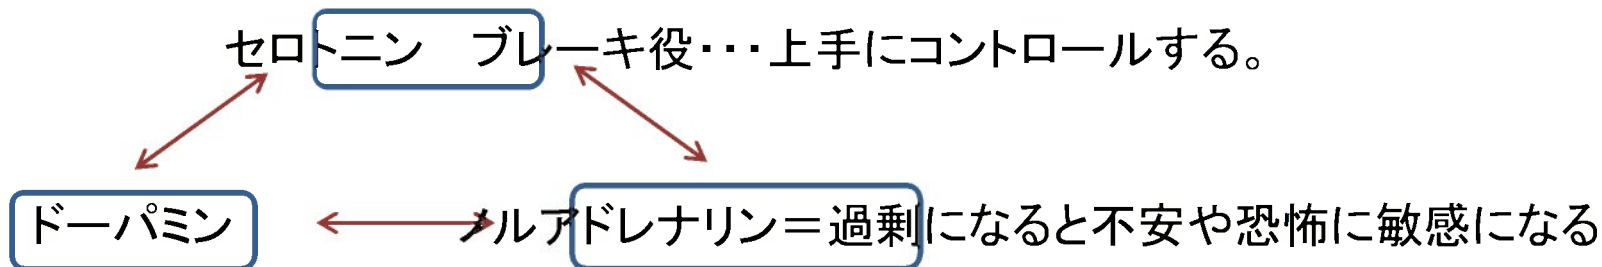 セロトニン　ブレーキ役・・・上手にコントロールする。
ドーパミン
ノルアドレナリン＝過剰になると不安や恐怖に敏感になる